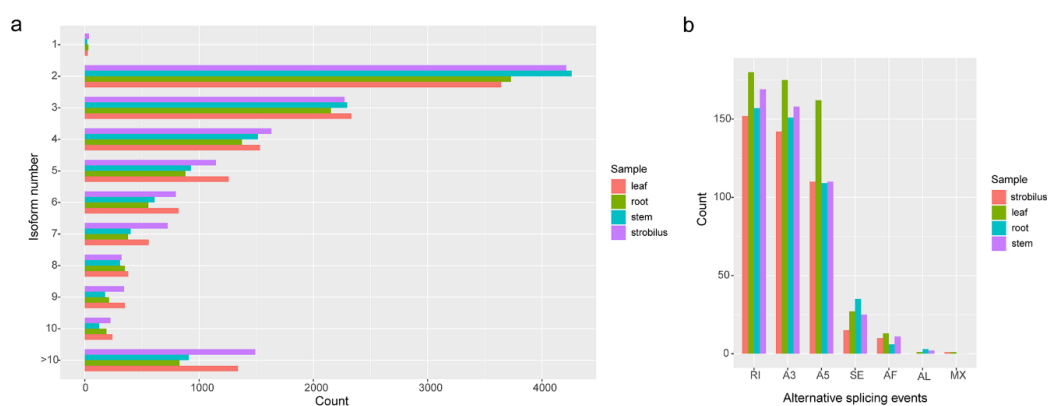 a
1
2
3
4
5
6
7
8
9
10
>10
Isoform number
0
1000
2000
3000
4000
Count
Sample
leaf
root
stem
strobilus
b
150
100
50
0
Count
RI
A3
A5
SE
AF
AL
MX
Alternative splicing events
Sample
strobilus
leaf
root
stem